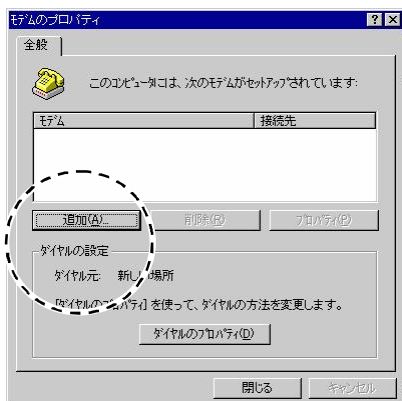 モデムのプロパティ
全般
このコンピュータには、次のモデムがセットアップされています:
モデム 接続先
追加(A)... 削除(R) プロパティ(P)
ダイヤルの設定
ダイヤル元: 新しい場所
[ダイヤルのプロパティ] を使って、ダイヤルの方法を変更します。
ダイヤルのプロパティ(D)
閉じる キャンセル